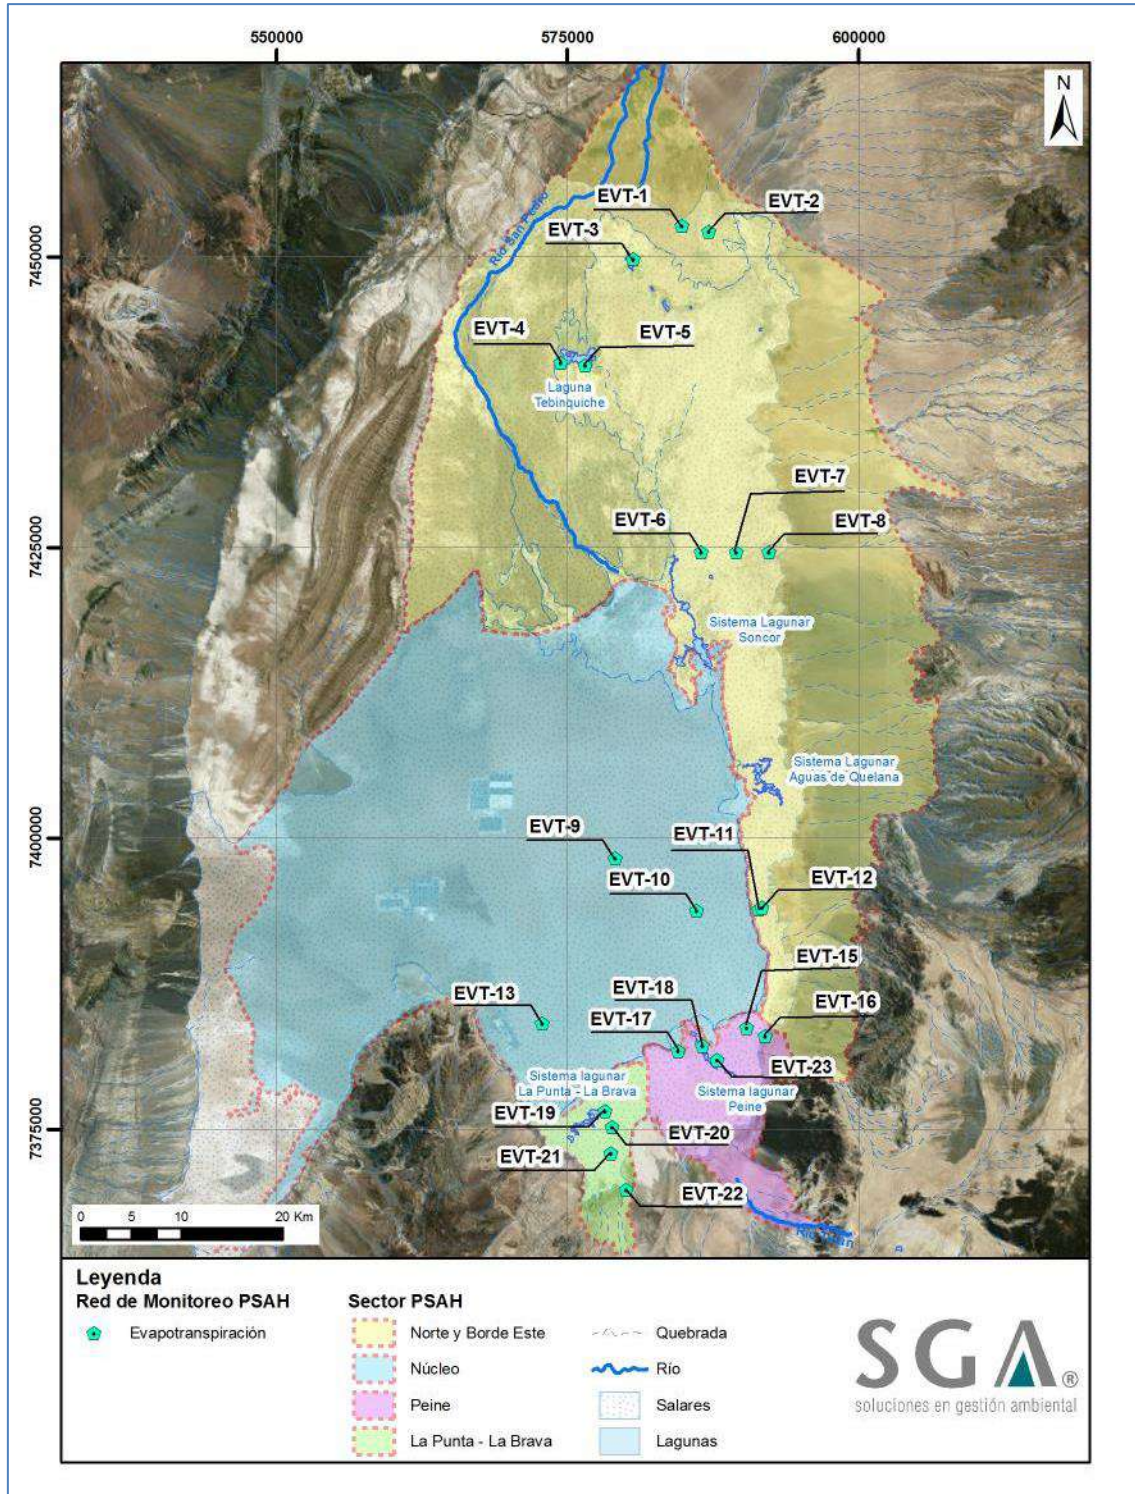 550000
575000
600000
N
EVT-1
EVT-2
Río San Pedro
EVT-3
7450000
EVT-4
EVT-5
Laguna
Tebinquiche
EVT-7
EVT-6
EVT-8
7425000
Sistema Lagunar
Soncor
Sistema Lagunar
Aguas de Quelana
7400000
EVT-9
EVT-11
EVT-10
EVT-12
EVT-15
EVT-13
EVT-18
EVT-16
EVT-17
EVT-23
Sistema lagunar
La Punta - La Brava
Sistema lagunar
Peine
7375000
EVT-19
EVT-20
EVT-21
EVT-22
0 5 10 20 Km
Leyenda
Red de Monitoreo PSAH
Evapotranspiración
Sector PSAH
Norte y Borde Este
Núcleo
Peine
La Punta - La Brava
Quebrada
Río
Salares
Lagunas
SGA®
soluciones en gestión ambiental